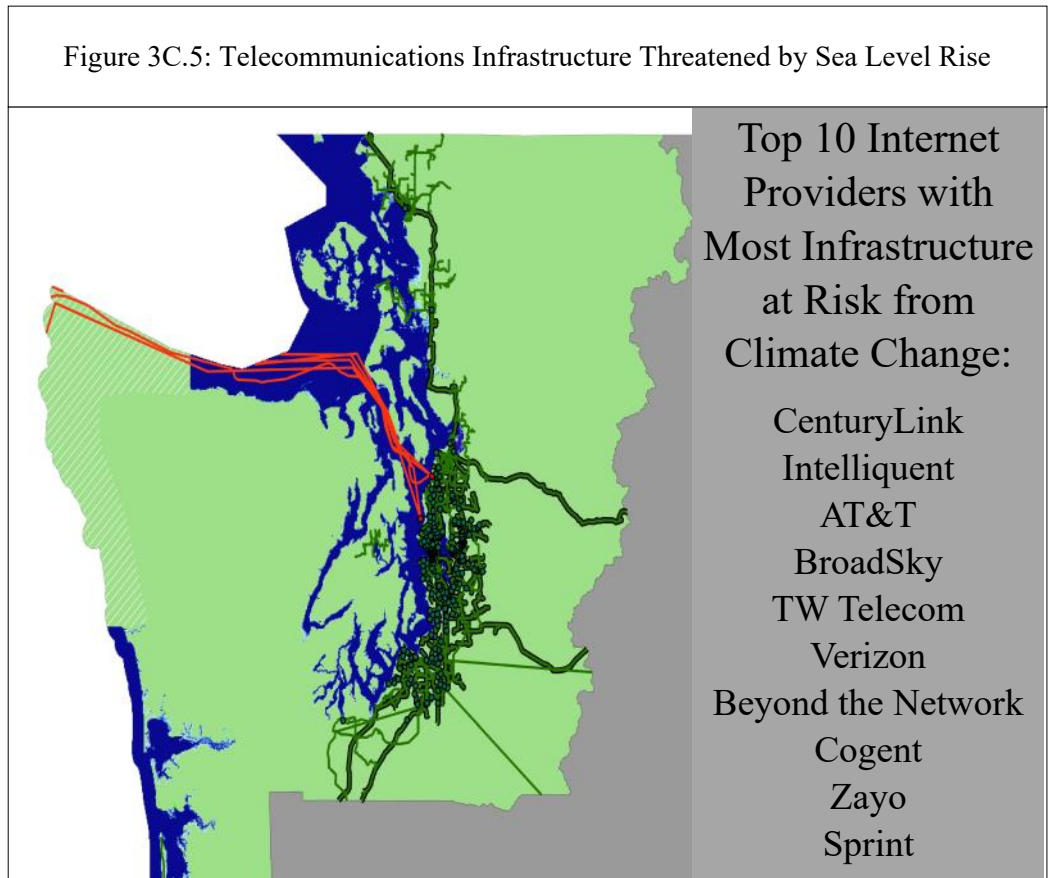 Figure 3C.5: Telecommunications Infrastructure Threatened by Sea Level Rise
Top 10 Internet
Providers with
Most Infrastructure
at Risk from
Climate Change:
CenturyLink
Intelliquent
AT&T
BroadSky
TW Telecom
Verizon
Beyond the Network
Cogent
Zayo
Sprint